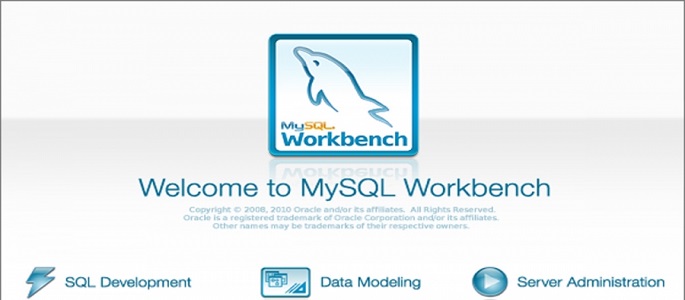 MySQL.
Workbench
Welcome to MySQL Workbench
Copyright © 2008, 2010 Oracle and/or its affiliates. All Rights Reserved.
Oracle is a registered trademark of Oracle Corporation and/or its affiliates.
Other names may be trademarks of their respective owners.
SQL Development
Data Modeling
Server Administration